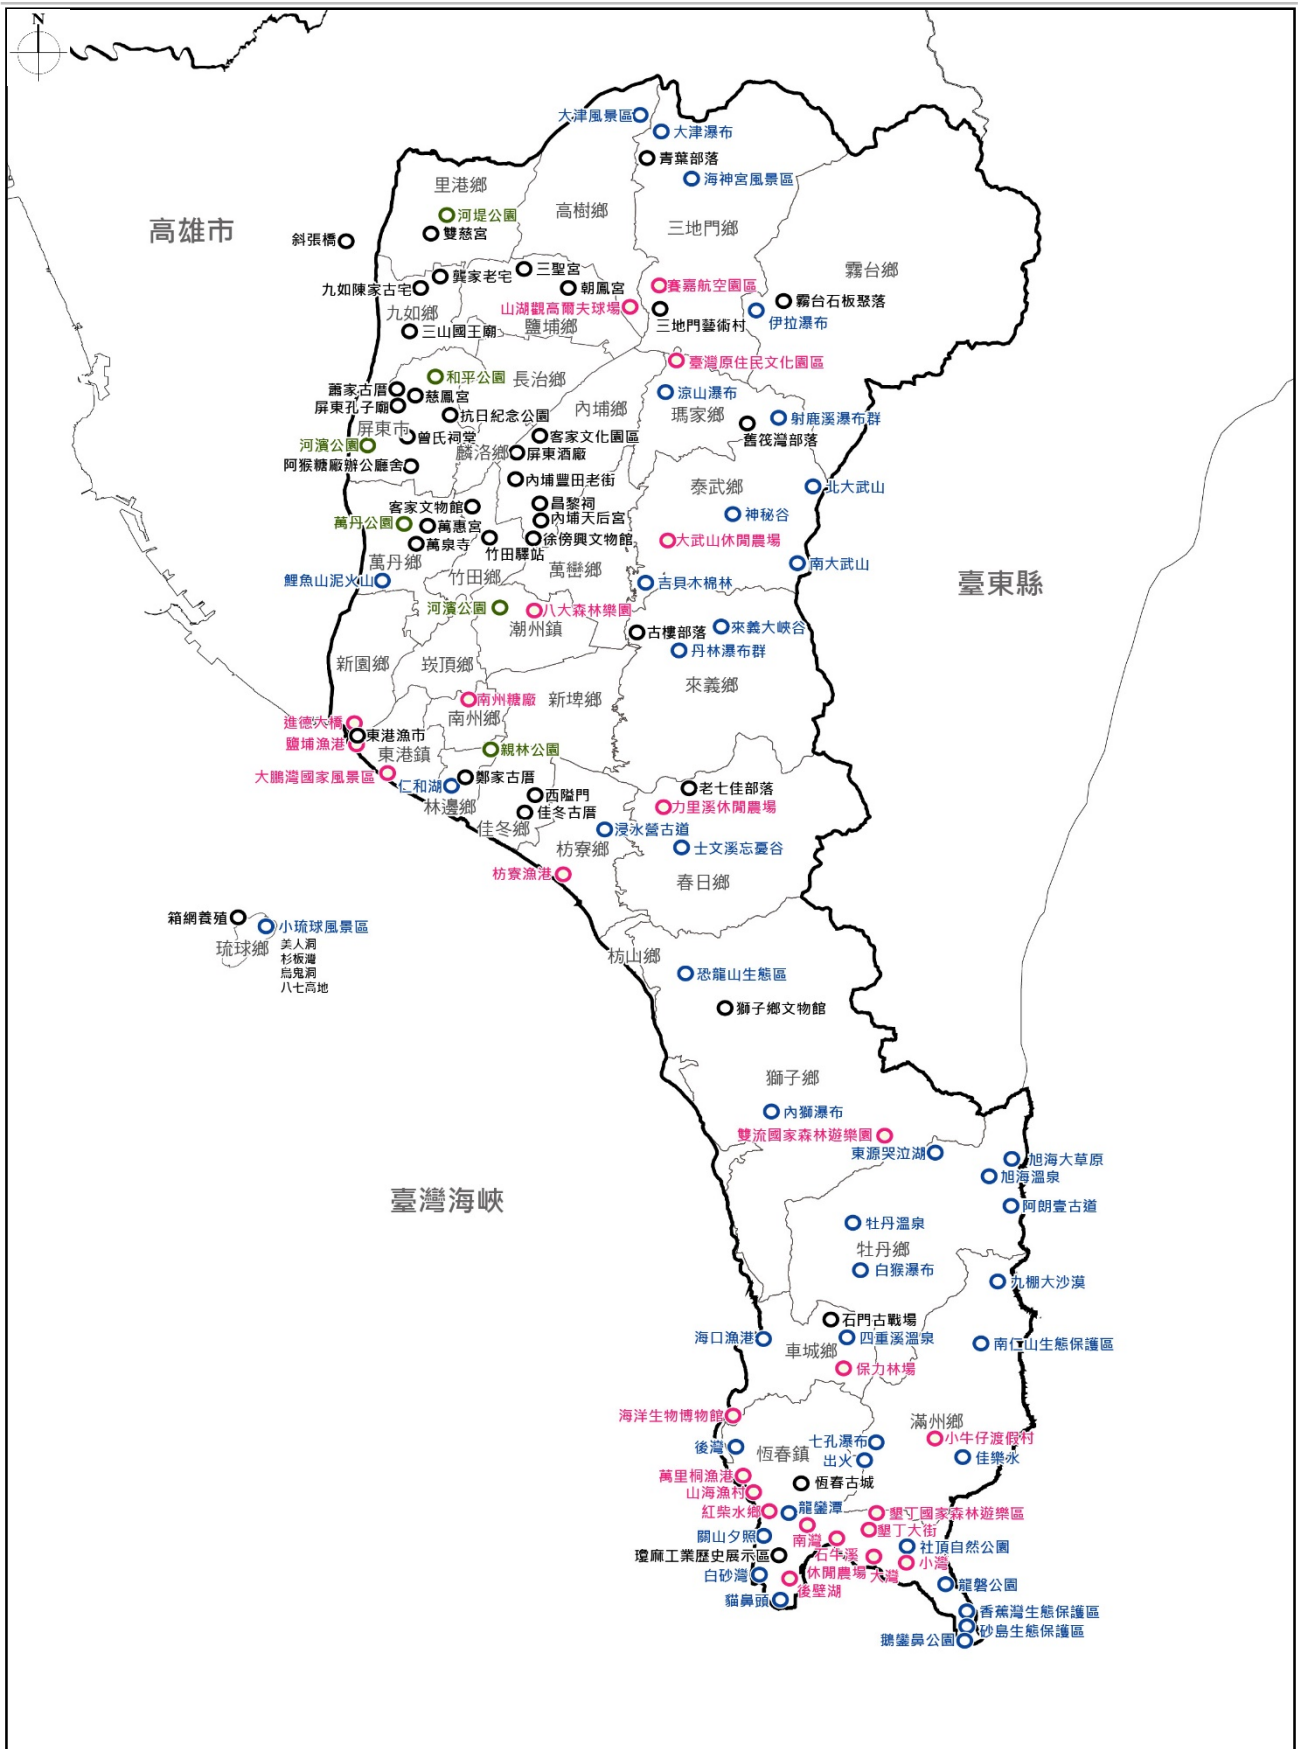 N
大津風景區
大津瀑布
青葉部落
海神宮風景區
里港鄉
高樹鄉
河堤公園
三地門鄉
高雄市
雙慈宮
斜張橋
霧台鄉
三聖宮
龔家老宅
九如陳家古宅
朝鳳宮
賽嘉航空園區
霧台石板聚落
山湖觀高爾夫球場
九如鄉
三地門藝術村
伊拉瀑布
三山國王廟
鹽埔鄉
臺灣原住民文化園區
和平公園
長治鄉
蕭家古厝
慈鳳宮
涼山瀑布
屏東孔子廟
抗日紀念公園
內埔鄉
瑪家鄉
射鹿溪瀑布群
屏東市
曾氏祠堂
客家文化園區
舊筏灣部落
河濱公園
麟洛鄉
屏東酒廠
阿猴糖廠辦公廳舍
內埔豐田老街
泰武鄉
北大武山
客家文物館
昌黎祠
神秘谷
萬丹公園
萬惠宮
內埔天后宮
萬泉寺
竹田驛站
徐傍興文物館
大武山休閒農場
萬丹鄉
萬巒鄉
南大武山
鯉魚山泥火山
竹田鄉
吉貝木棉林
臺東縣
河濱公園
八大森林樂園
潮州鎮
古樓部落
來義大峽谷
丹林瀑布群
新園鄉
崁頂鄉
來義鄉
南州糖廠
新埤鄉
南州鄉
進德大橋
東港漁市
鹽埔漁港
東港鎮
親林公園
大鵬灣國家風景區
仁和湖
鄭家古厝
老七佳部落
林邊鄉
西隘門
力里溪休閒農場
佳冬古厝
佳冬鄉
浸水營古道
枋寮鄉
士文溪忘憂谷
枋寮漁港
春日鄉
箱網養殖
小琉球風景區
琉球鄉
美人洞
杉板灣
烏鬼洞
八七高地
枋山鄉
恐龍山生態區
獅子鄉文物館
獅子鄉
內獅瀑布
雙流國家森林遊樂園
東源哭泣湖
旭海大草原
旭海溫泉
臺灣海峽
阿朗壹古道
牡丹溫泉
牡丹鄉
白猴瀑布
九棚大沙漠
石門古戰場
海口漁港
四重溪溫泉
南仁山生態保護區
車城鄉
保力林場
海洋生物博物館
滿州鄉
後灣
七孔瀑布
小牛仔渡假村
恆春鎮
出火
佳樂水
萬里桐漁港
恆春古城
山海漁村
紅柴水鄉
龍鑾潭
墾丁國家森林遊樂區
關山夕照
南灣
墾丁大街
瓊麻工業歷史展示區
石牛溪
休閒農場
社頂自然公園
小灣
白砂灣
大灣
後壁湖
龍磐公園
貓鼻頭
香蕉灣生態保護區
砂島生態保護區
鵝鑾鼻公園